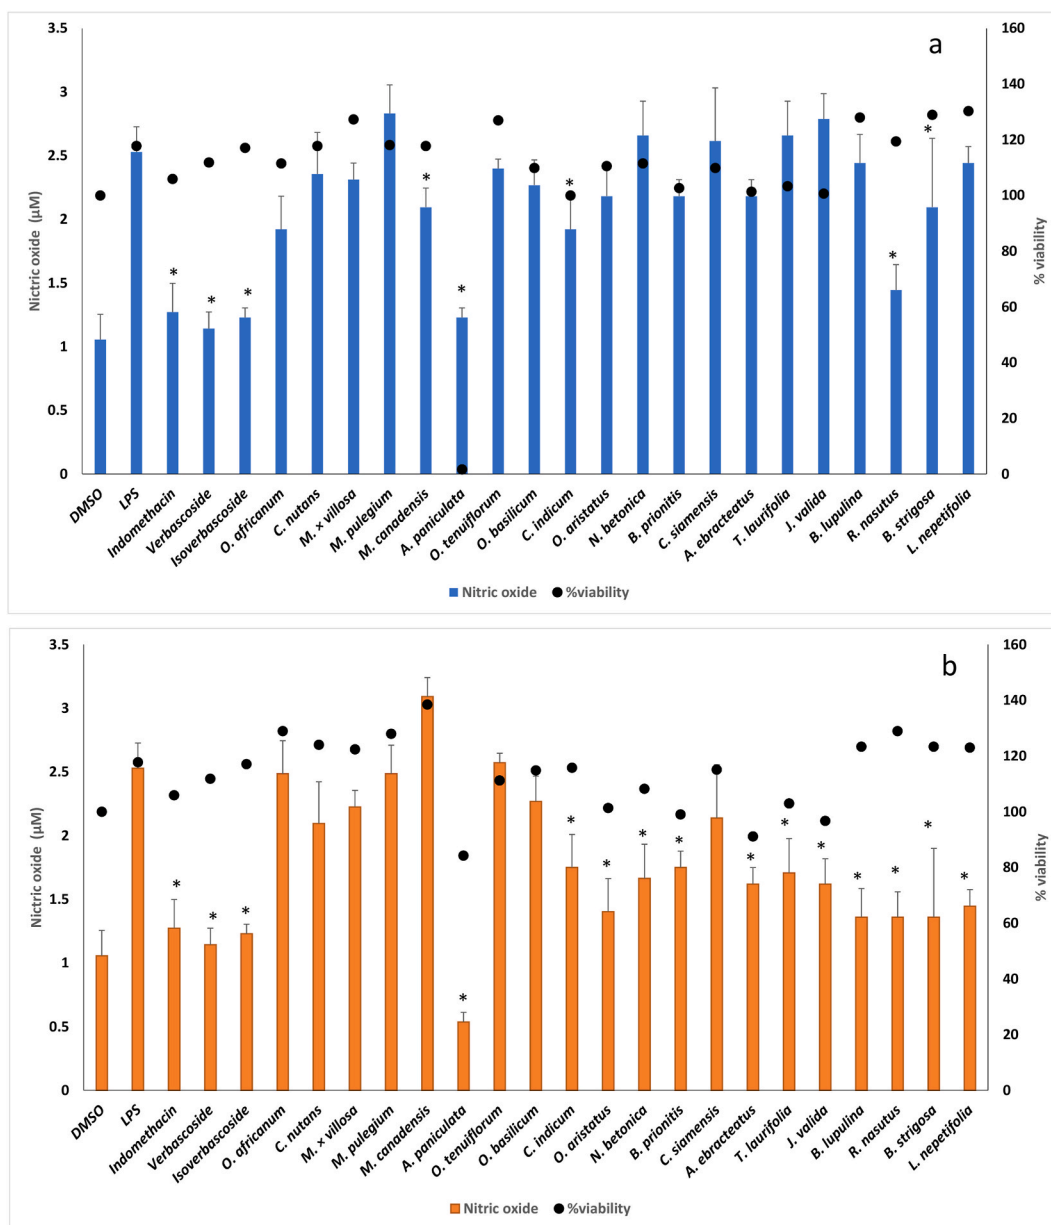 a
3.5
3
2.5
2
1.5
1
0.5
0
Nictric oxide (µM)
160
140
120
100
80
60
40
20
0
% viability
* * * * * * * *
DMSO
LPS
Indomethacin
Verbascoside
Isoverbascoside
O. africanum
C. nutans
M. × villosa
M. pulegium
M. canadensis
A. paniculata
O. tenuiflorum
O. basilicum
C. indicum
O. aristatus
N. betonica
B. prionitis
C. siamensis
A. ebracteatus
T. laurifolia
J. valida
B. lupulina
R. nasutus
B. strigosa
L. nepetifolia
Nitric oxide %viability
b
3.5
3
2.5
2
1.5
1
0.5
0
Nictric oxide (µM)
160
140
120
100
80
60
40
20
0
% viability
* * * * * * * * * * * * * * *
DMSO
LPS
Indomethacin
Verbascoside
Isoverbascoside
O. africanum
C. nutans
M. × villosa
M. pulegium
M. canadensis
A. paniculata
O. tenuiflorum
O. basilicum
C. indicum
O. aristatus
N. betonica
B. prionitis
C. siamensis
A. ebracteatus
T. laurifolia
J. valida
B. lupulina
R. nasutus
B. strigosa
L. nepetifolia
Nitric oxide %viability